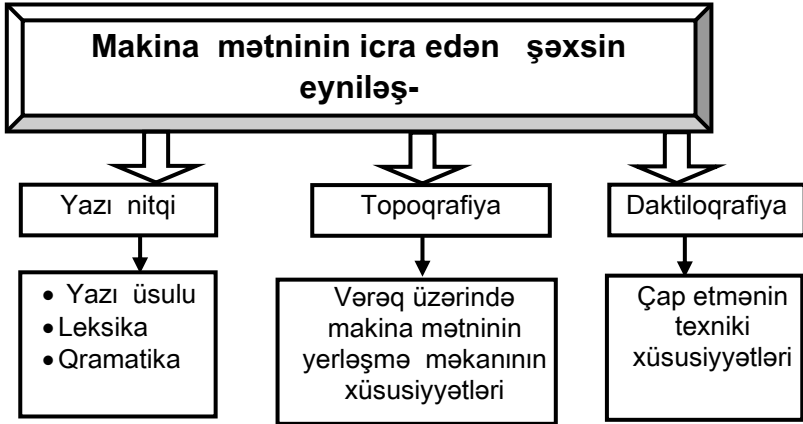 Makina mətninin icra edən şəxsin
eyniləş-
Yazı nitqi
Topoqrafiya
Daktiloqrafiya
• Yazı üsulu
• Leksika
• Qramatika
Vərəq üzərində
makina mətninin
yerləşmə məkanının
xüsusiyyətləri
Çap etmənin
texniki
xüsusiyyətləri